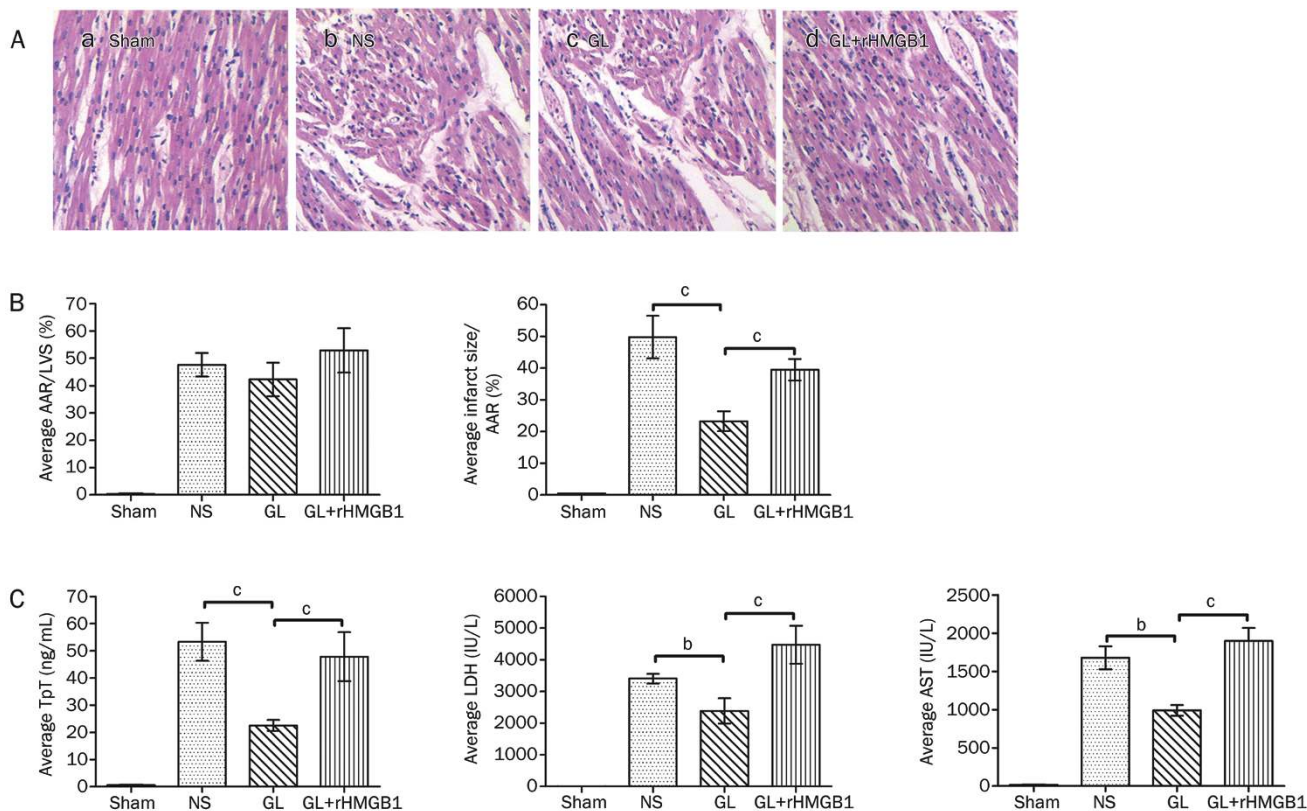 A
a Sham
b NS
c GL
d GL+rHMGB1
B
Average AAR/LVS (%)
70
60
50
40
30
20
10
0
Sham NS GL GL+rHMGB1
Average infarct size/
AAR (%)
60
50
40
30
20
10
0
c
c
Sham NS GL GL+rHMGB1
C
Average TpT (ng/mL)
70
60
50
40
30
20
10
0
c
c
Sham NS GL GL+rHMGB1
Average LDH (IU/L)
6000
5000
4000
3000
2000
1000
0
b
c
Sham NS GL GL+rHMGB1
Average AST (IU/L)
2500
2000
1500
1000
500
0
b
c
Sham NS GL GL+rHMGB1